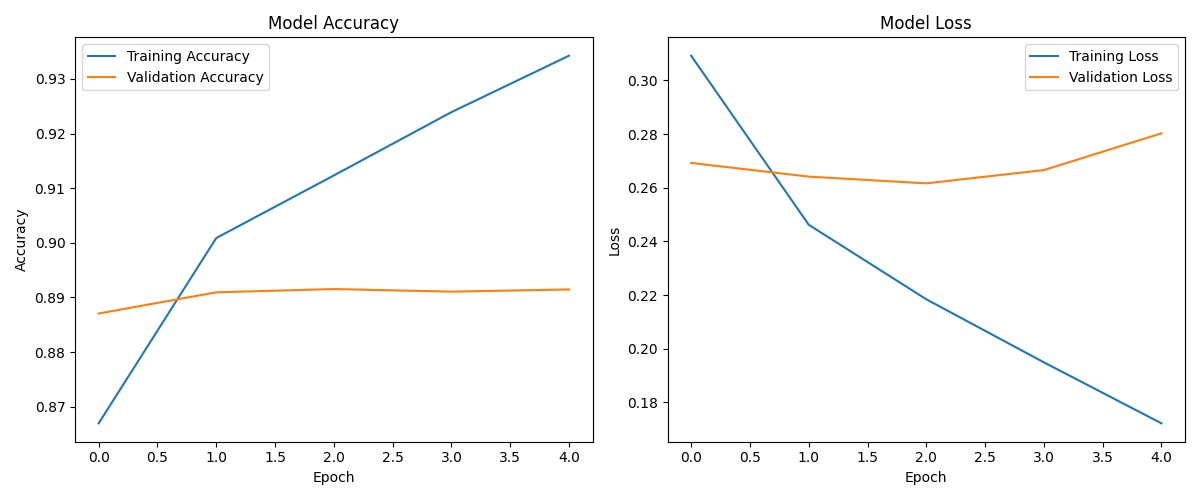 Model Accuracy
Training Accuracy
Validation Accuracy
0.93
0.92
0.91
0.90
0.89
0.88
0.87
Accuracy
0.0 0.5 1.0 1.5 2.0 2.5 3.0 3.5 4.0
Epoch
Model Loss
Training Loss
Validation Loss
0.30
0.28
0.26
0.24
0.22
0.20
0.18
Loss
0.0 0.5 1.0 1.5 2.0 2.5 3.0 3.5 4.0
Epoch